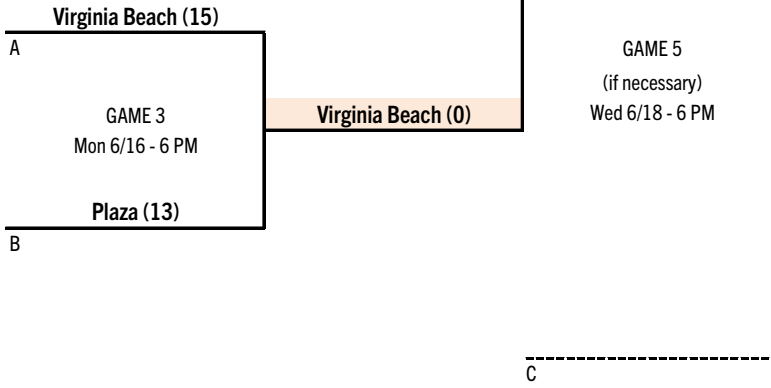 Virginia Beach (15)
A
GAME 3
Mon 6/16 - 6 PM
Plaza (13)
B
Virginia Beach (0)
GAME 5
(if necessary)
Wed 6/18 - 6 PM
C